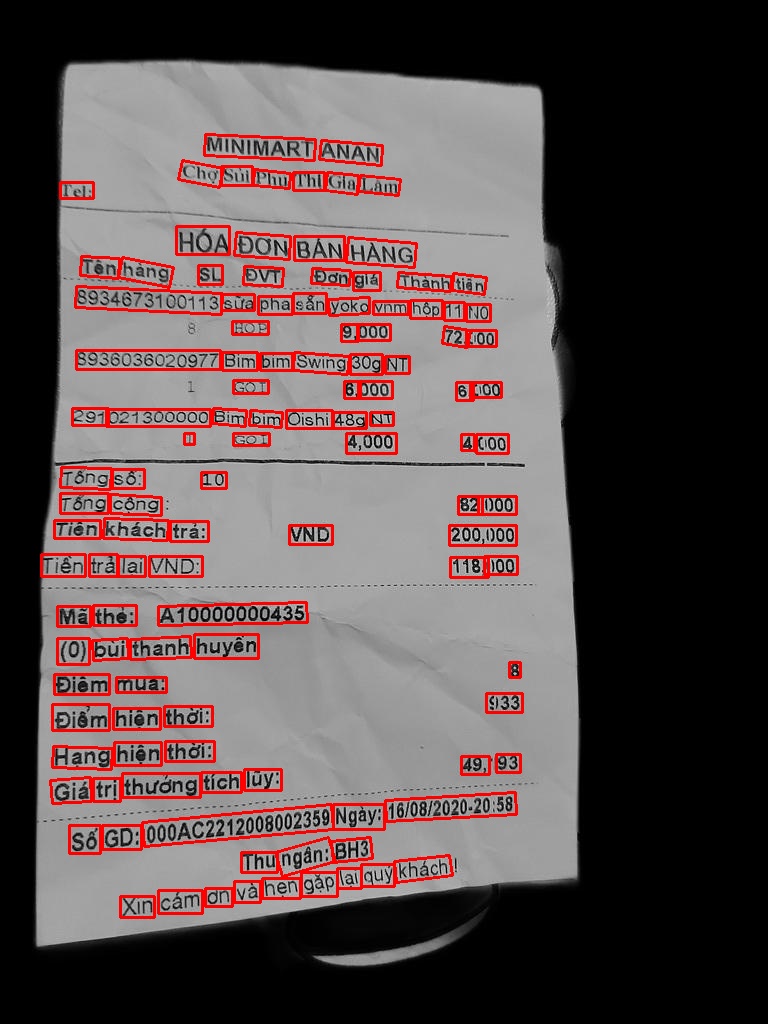 MINIMART ANAN
Chợ Sủi Phu Thị Gia Lâm
Tel:
HÓA ĐƠN BÁN HÀNG
Tên hàng SL ĐVT Đơn giá Thành tiền
8934673100113 sữa pha sẵn yoko vnm hộp 11 N0
8 HOP 9,000 72,000
8936036020977 Bim bim Swing 30g NT
1 GOI 6,000 6,000
291021300000 Bim bim Oishi 48g NT
1 GOI 4,000 4,000
Tổng số: 10
Tổng cộng : 82,000
Tiền khách trả: VND 200,000
Tiền trả lại VND: 118,000
Mã thẻ: A10000000435
(0) bùi thanh huyền
Điểm mua: 8
Điểm hiện thời: 933
Hạng hiện thời:
Giá trị thưởng tích lũy: 49, 93
Số GD: 000AC2212008002359 Ngày: 16/08/2020-20:58
Thu ngân: BH3
Xin cám ơn và hẹn gặp lại quý khách !